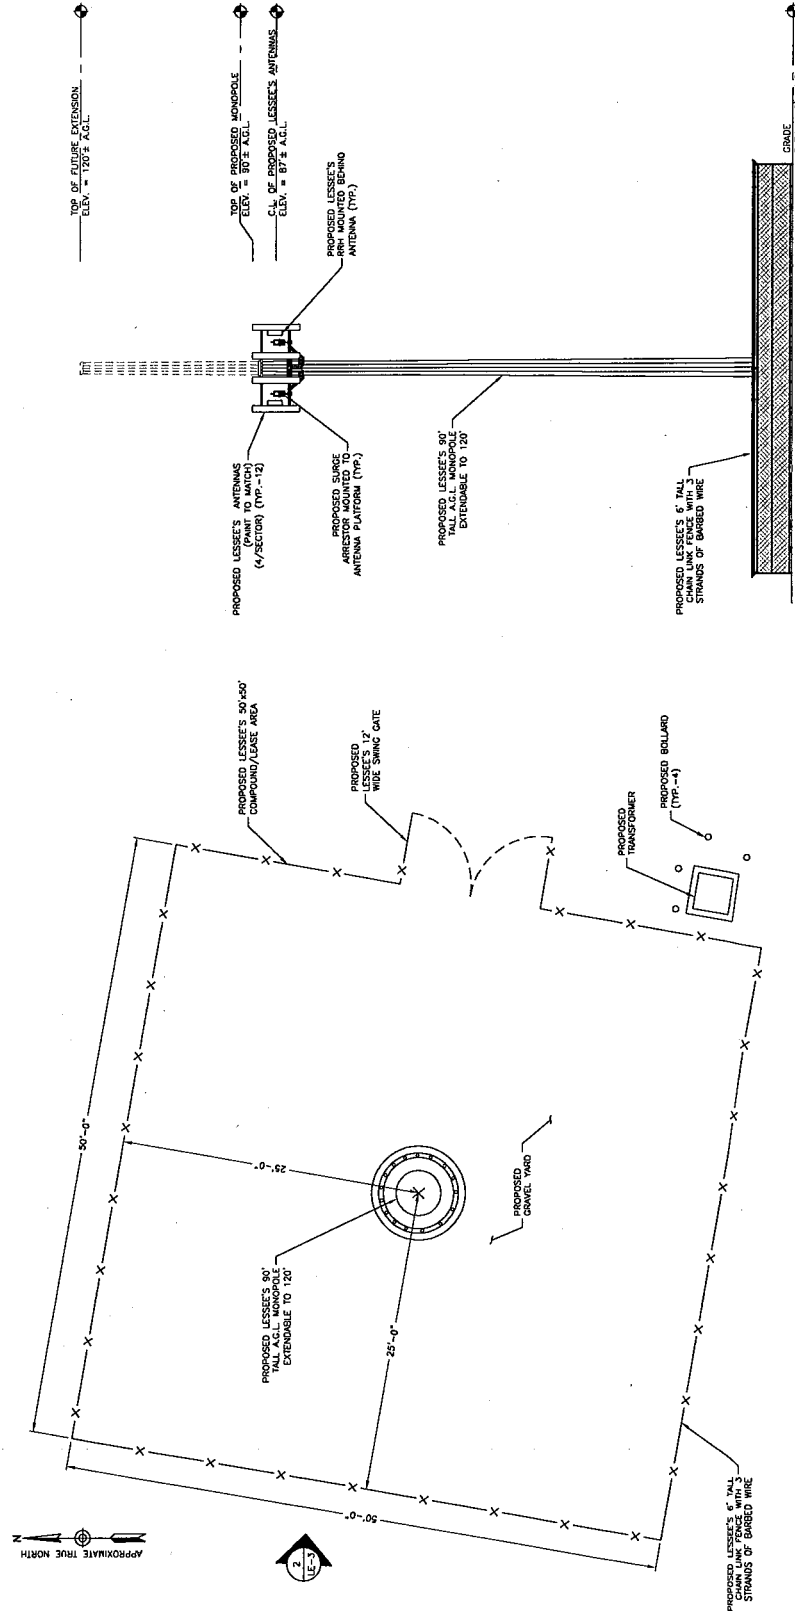 TOP OF FUTURE EXTENSION
ELEV. = 120'± A.G.L.
TOP OF PROPOSED MONOPOLE
ELEV. = 90'± A.G.L.
C.L. OF PROPOSED LESSEE'S ANTENNAS
ELEV. = 87'± A.G.L.
PROPOSED LESSEE'S
RRH MOUNTED BEHIND
ANTENNA (TYP.)
GRADE
PROPOSED LESSEE'S ANTENNAS
(PAINT TO MATCH)
(4/SECTOR) (TYP.-12)
PROPOSED SURGE
ARRESTOR MOUNTED TO
ANTENNA PLATFORM (TYP.)
PROPOSED LESSEE'S 90'
TALL A.G.L. MONOPOLE
EXTENDABLE TO 120'
PROPOSED LESSEE'S 6' TALL
CHAIN LINK FENCE WITH 3
STRANDS OF BARBED WIRE
PROPOSED LESSEE'S 50'x50'
COMPOUND/LEASE AREA
PROPOSED
LESSEE'S 12'
WIDE SWING GATE
PROPOSED
TRANSFORMER
PROPOSED BOLLARD
(TYP.-4)
50'-0"
25'-0"
PROPOSED LESSEE'S 90'
TALL A.G.L. MONOPOLE
EXTENDABLE TO 120'
PROPOSED
GRAVEL YARD
25'-0"
50'-0"
N
APPROXIMATE TRUE NORTH
2
LE-3
PROPOSED LESSEE'S 6' TALL
CHAIN LINK FENCE WITH 3
STRANDS OF BARBED WIRE